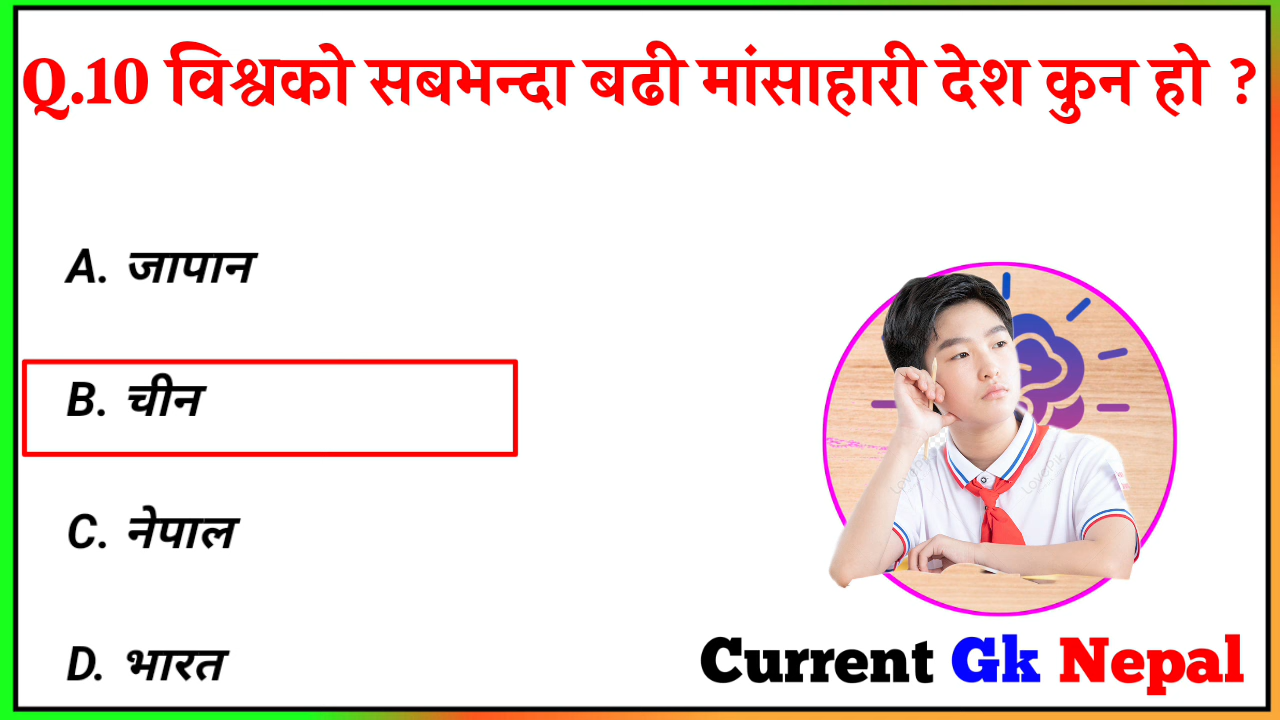 Q.10 विश्वको सबभन्दा बढी मांसाहारी देश कुन हो ?
A. जापान
B. चीन
C. नेपाल
D. भारत
Current Gk Nepal